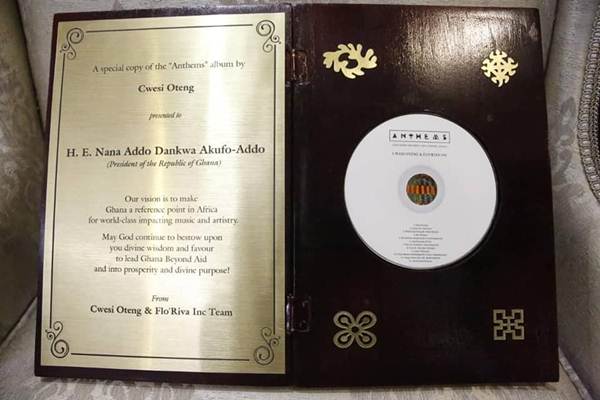 A special copy of the "Anthems" album by
Cwesi Oteng
presented to
H. E. Nana Addo Dankwa Akufo-Addo
(President of the Republic of Ghana)
Our vision is to make
Ghana a reference point in Africa
for world-class impacting music and artistry.
May God continue to bestow upon
you divine wisdom and favour
to lead Ghana Beyond Aid
and into prosperity and divine purpose!
From
Cwesi Oteng & Flo'Riva Inc Team
ANTHEMS